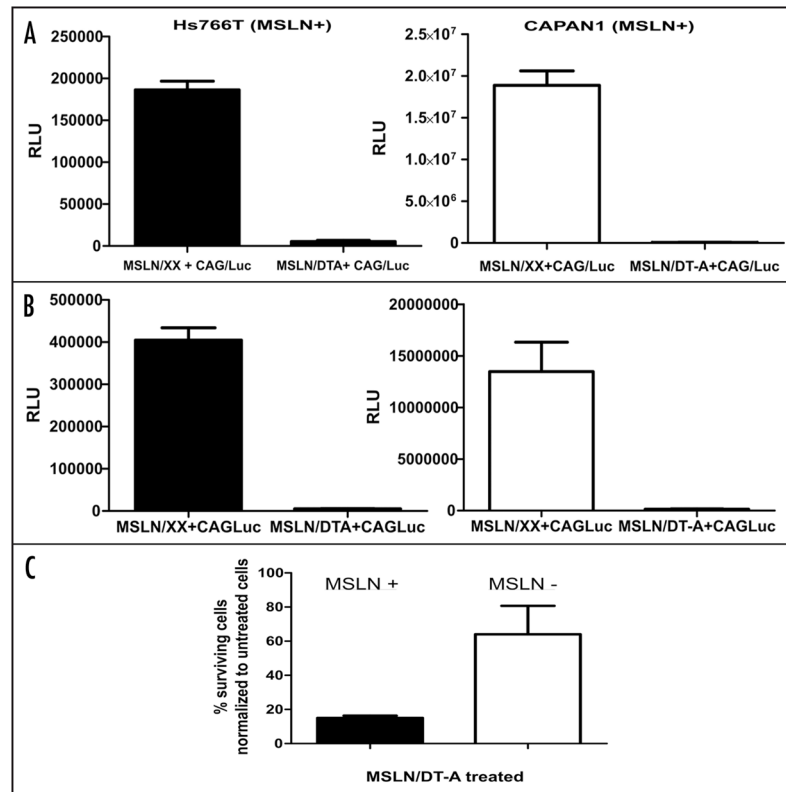 A
Hs766T (MSLN+)
CAPAN1 (MSLN+)
RLU
250000
200000
150000
100000
50000
0
MSLN/XX + CAG/Luc
MSLN/DTA+ CAG/Luc
RLU
2.5×10⁷
2.0×10⁷
1.5×10⁷
1.0×10⁷
5.0×10⁶
0
MSLN/XX+CAG/Luc
MSLN/DT-A+CAG/Luc
B
RLU
500000
400000
300000
200000
100000
0
MSLN/XX+CAGLuc
MSLN/DTA+CAGLuc
RLU
20000000
15000000
10000000
5000000
0
MSLN/XX+CAGLuc
MSLN/DT-A+CAGLuc
C
% surviving cells
normalized to untreated cells
100
80
60
40
20
0
MSLN +
MSLN -
MSLN/DT-A treated